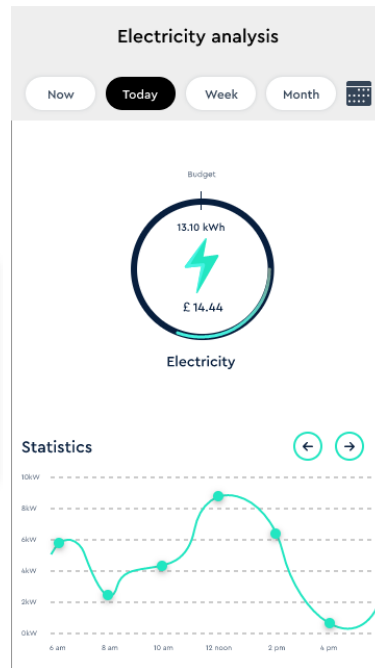 Electricity analysis
Now Today Week Month
Budget
13.10 kWh
£ 14.44
Electricity
Statistics
10kW
8kW
6kW
4kW
2kW
0kW
6 am 8 am 10 am 12 noon 2 pm 4 pm